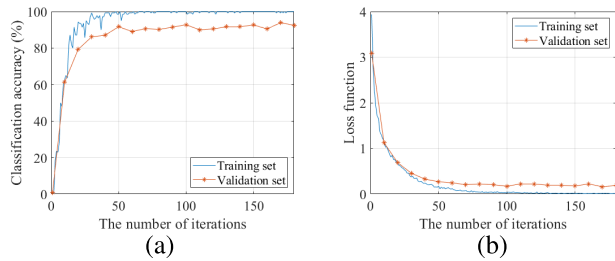 Classification accuracy (%)
100
80
60
40
20
0
0 50 100 150
The number of iterations
Training set
Validation set
(a)
Loss function
4
3
2
1
0
0 50 100 150
The number of iterations
Training set
Validation set
(b)